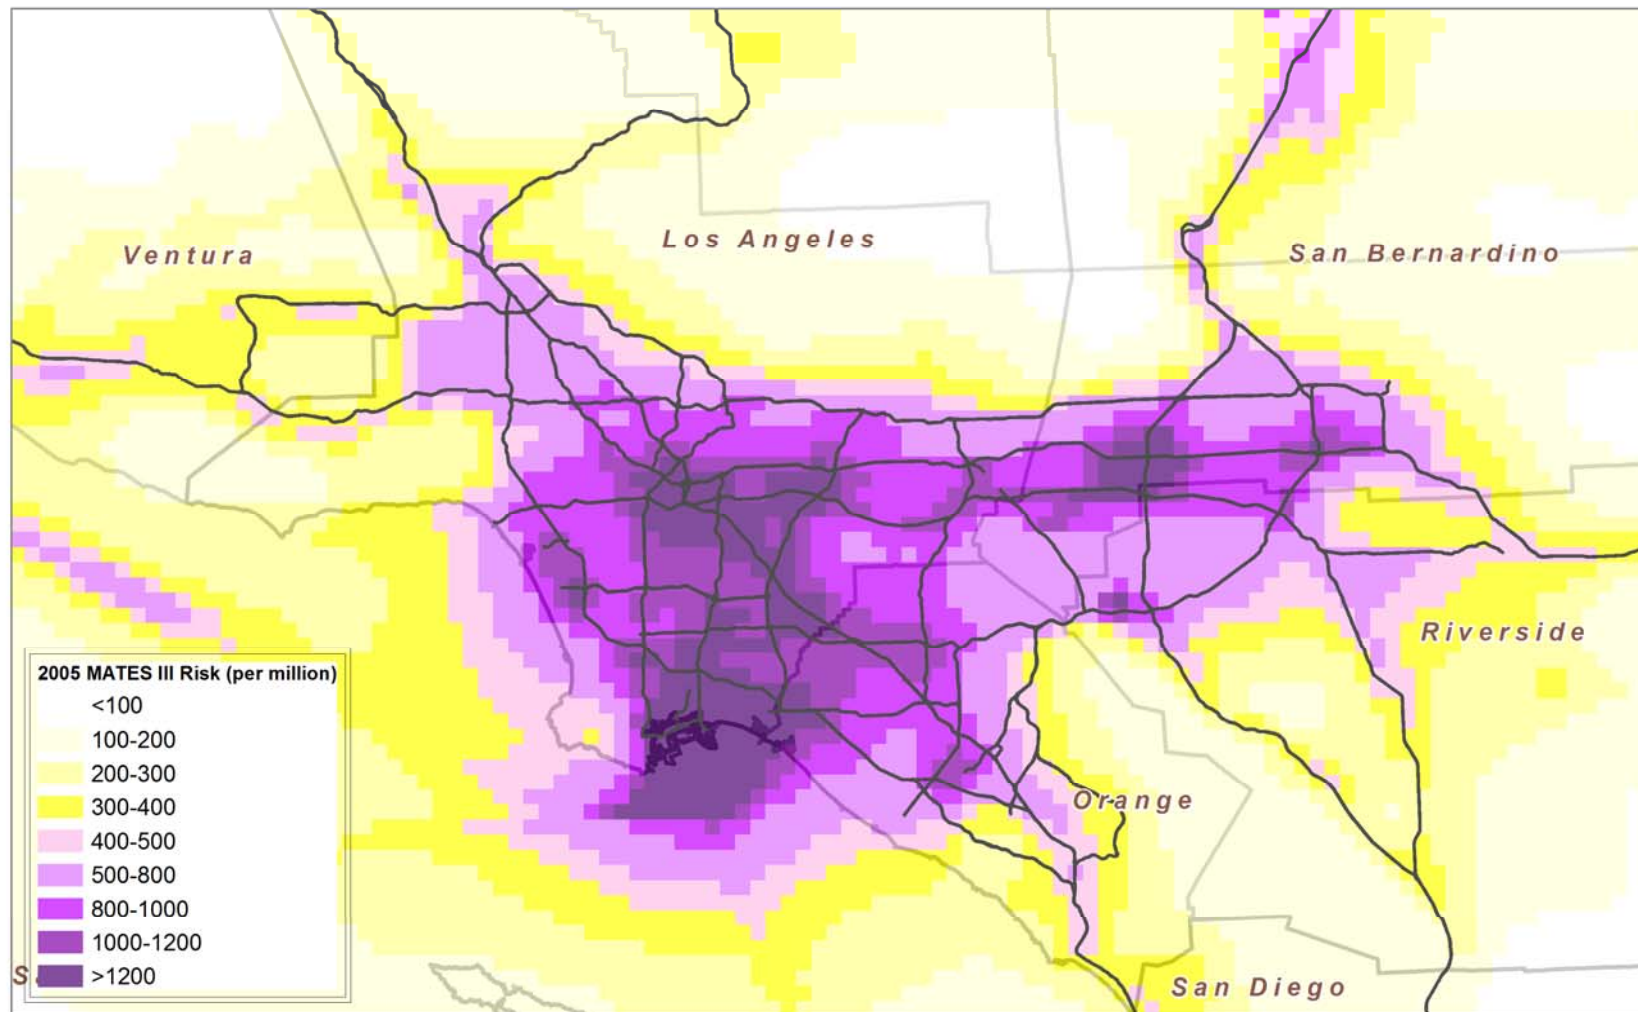 Los Angeles
Ventura
San Bernardino
Riverside
2005 MATES III Risk (per million)
<100
100-200
200-300
300-400
400-500
500-800
800-1000
1000-1200
>1200
Orange
San Diego